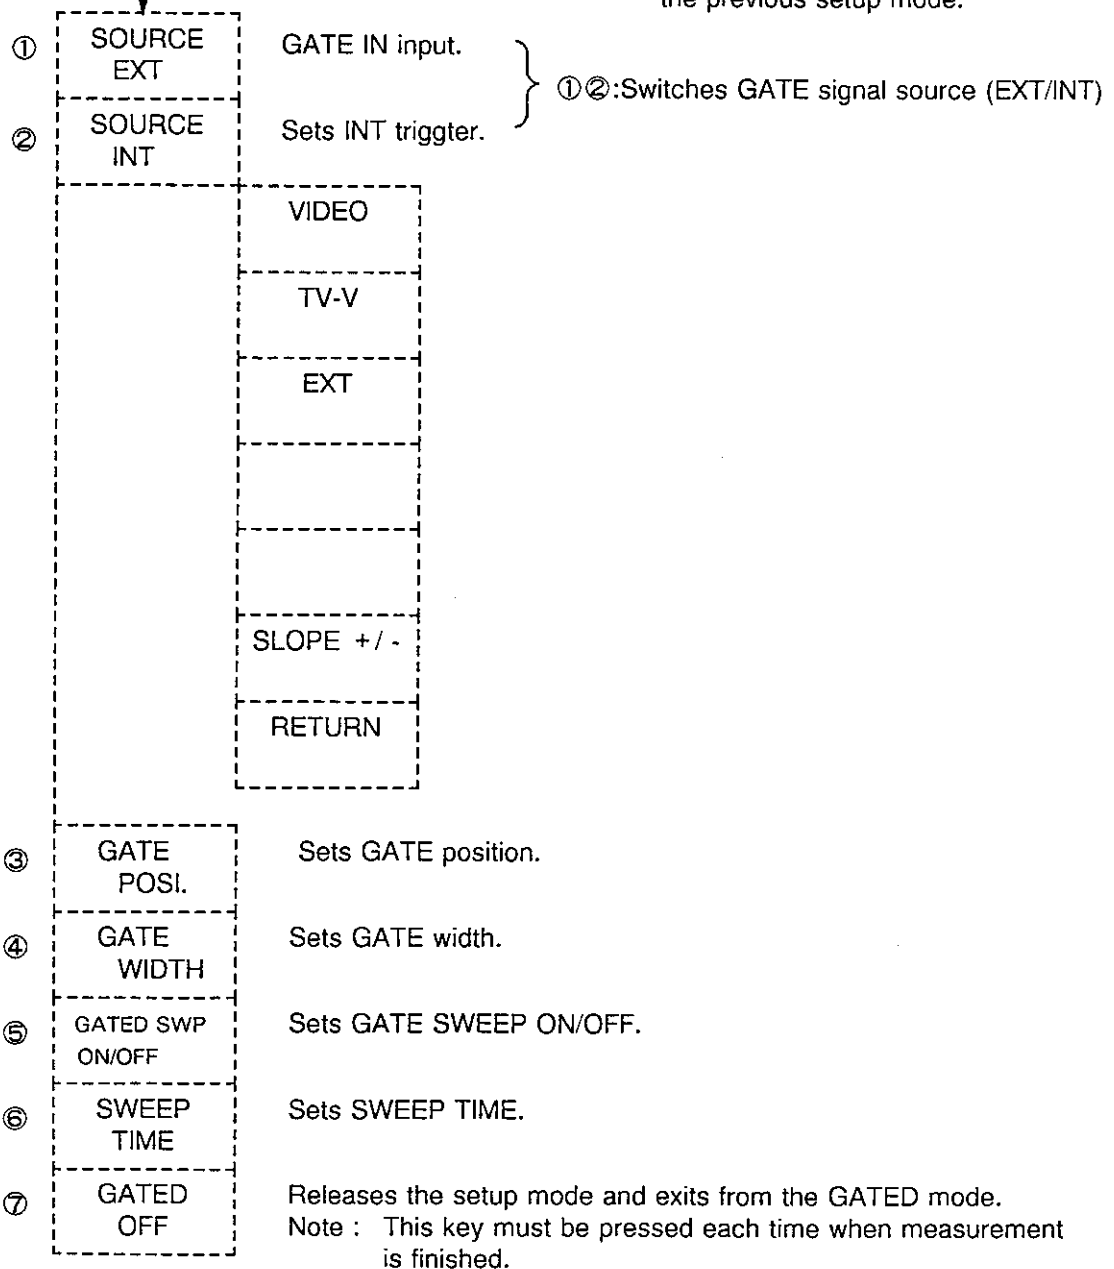 the previous setup mode.
① SOURCE EXT GATE IN input.
①②:Switches GATE signal source (EXT/INT)
② SOURCE INT Sets INT triggter.
VIDEO
TV-V
EXT
SLOPE +/-
RETURN
③ GATE POSI. Sets GATE position.
④ GATE WIDTH Sets GATE width.
⑤ GATED SWP ON/OFF Sets GATE SWEEP ON/OFF.
⑥ SWEEP TIME Sets SWEEP TIME.
⑦ GATED OFF Releases the setup mode and exits from the GATED mode.
Note : This key must be pressed each time when measurement
is finished.